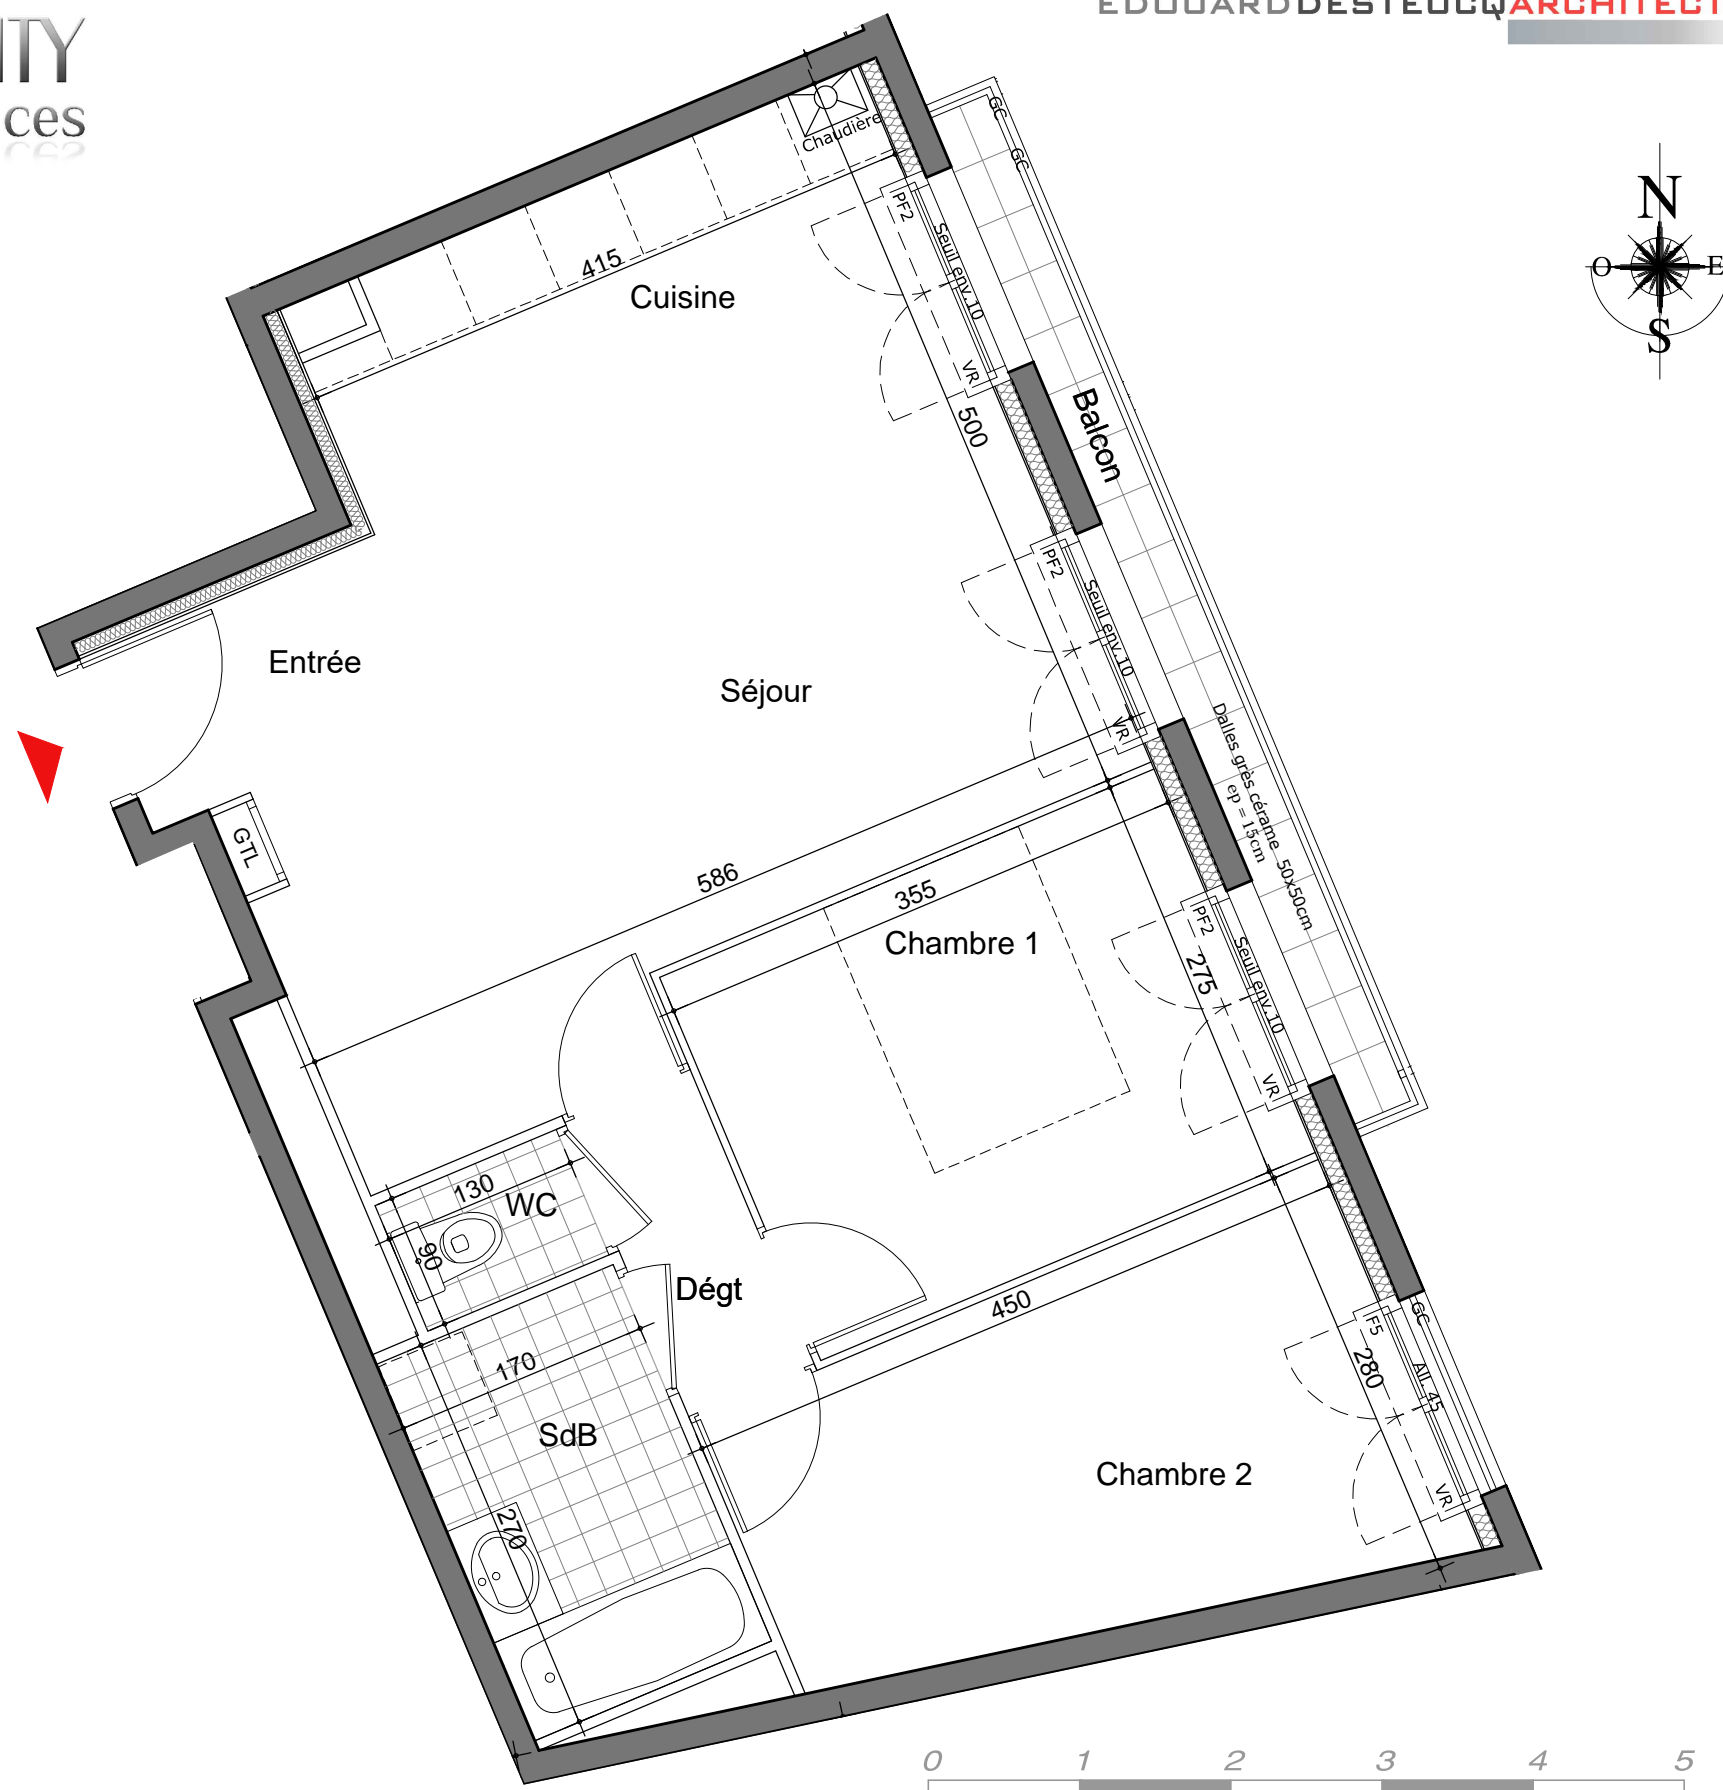 ITY
ces
EDOUARDDESTEUCQARCHITECT
GC
GC
Chaudière
N
O
E
S
PF2
Seuil env.10
VR
415
Cuisine
500
Balcon
PF2
Seuil env.10
VR
Entrée
Séjour
Dalles grès cérame 50x50cm
ep = 15cm
GTL
586
355
Chambre 1
PF2
Seuil env.10
VR
275
130
WC
90
Dégt
450
GC
F5
All. 45
VR
280
170
SdB
Chambre 2
270
0 1 2 3 4 5